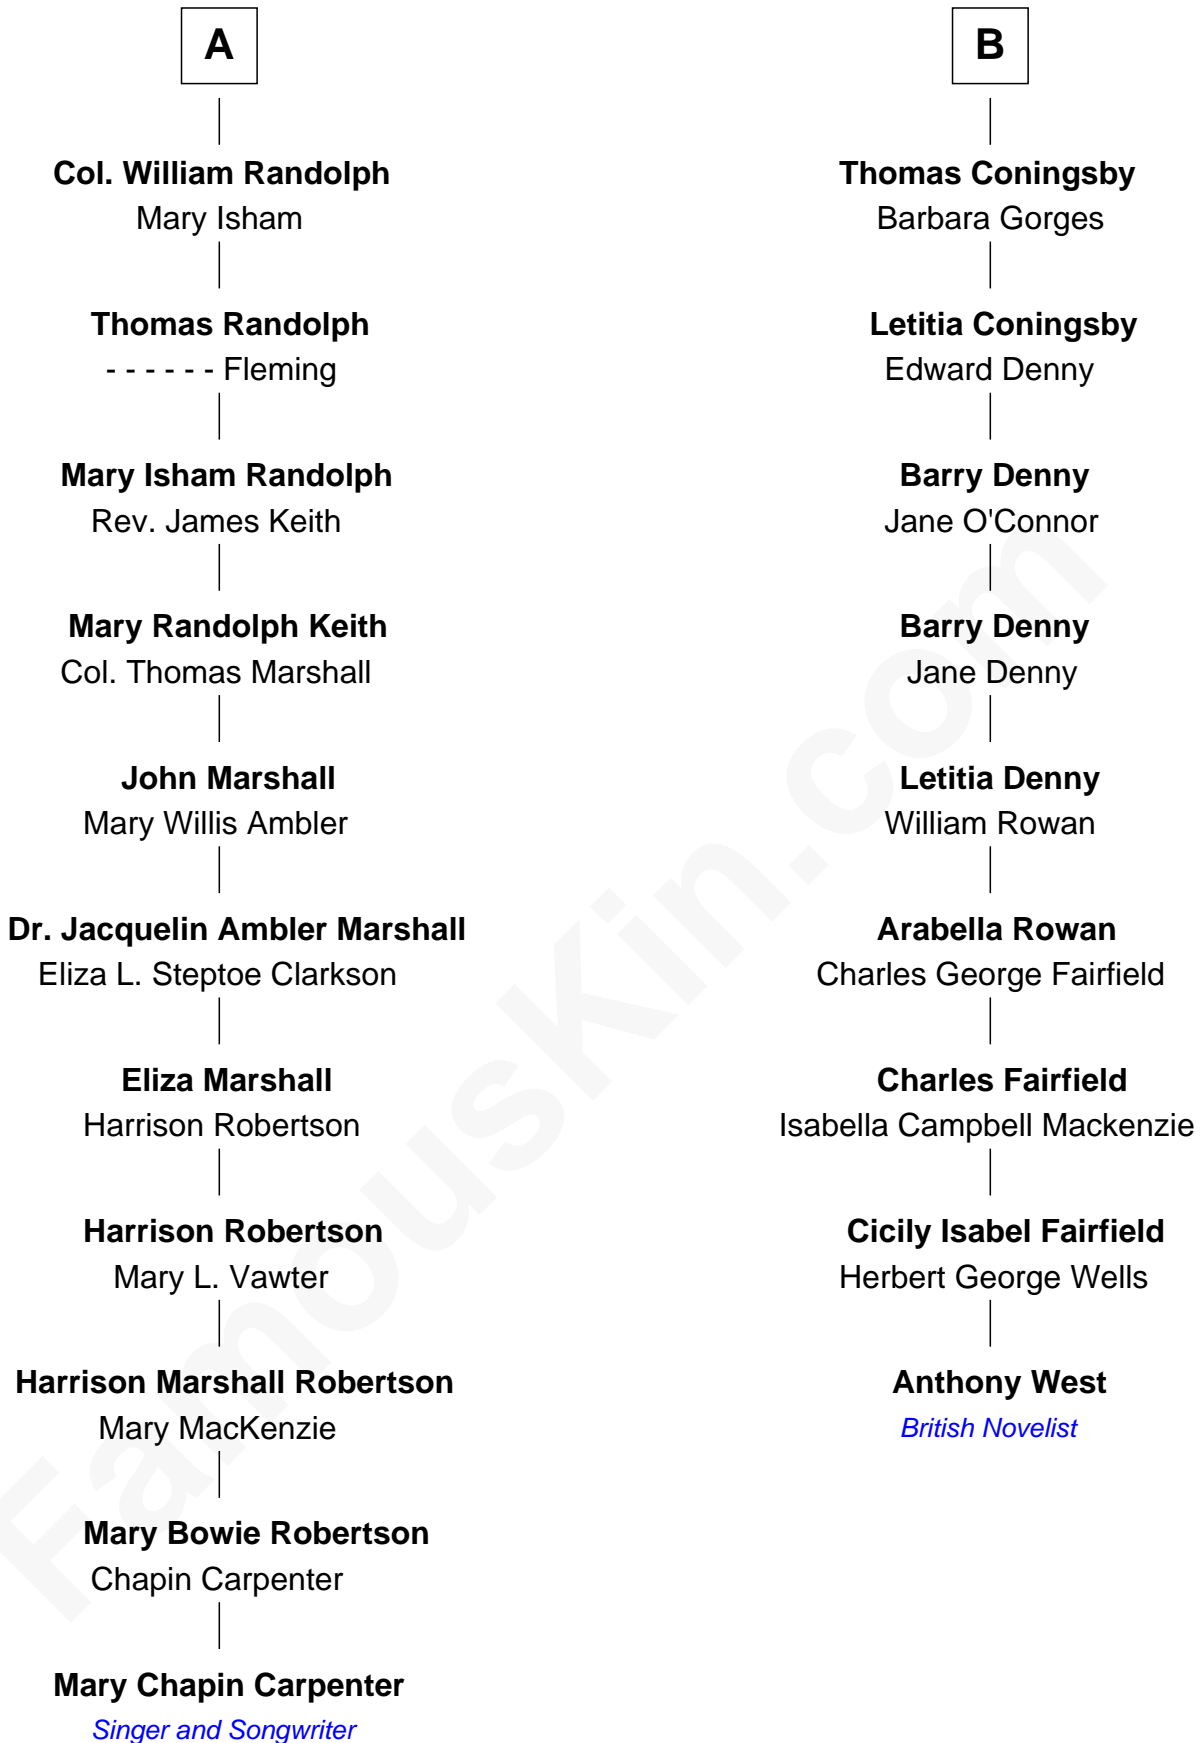 A
Col. William Randolph
Mary Isham
Thomas Randolph
- - - - - - Fleming
Mary Isham Randolph
Rev. James Keith
Mary Randolph Keith
Col. Thomas Marshall
John Marshall
Mary Willis Ambler
Dr. Jacquelin Ambler Marshall
Eliza L. Steptoe Clarkson
Eliza Marshall
Harrison Robertson
Harrison Robertson
Mary L. Vawter
Harrison Marshall Robertson
Mary MacKenzie
Mary Bowie Robertson
Chapin Carpenter
Mary Chapin Carpenter
Singer and Songwriter
B
Thomas Coningsby
Barbara Gorges
Letitia Coningsby
Edward Denny
Barry Denny
Jane O'Connor
Barry Denny
Jane Denny
Letitia Denny
William Rowan
Arabella Rowan
Charles George Fairfield
Charles Fairfield
Isabella Campbell Mackenzie
Cicily Isabel Fairfield
Herbert George Wells
Anthony West
British Novelist
FamousKin.com